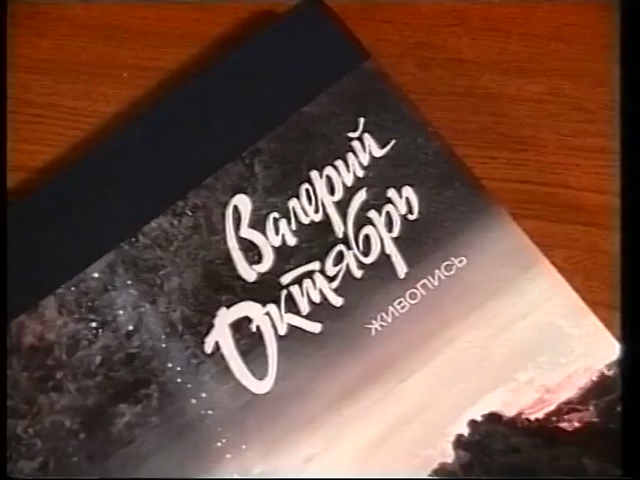 Валерий
Октябрь
живопись